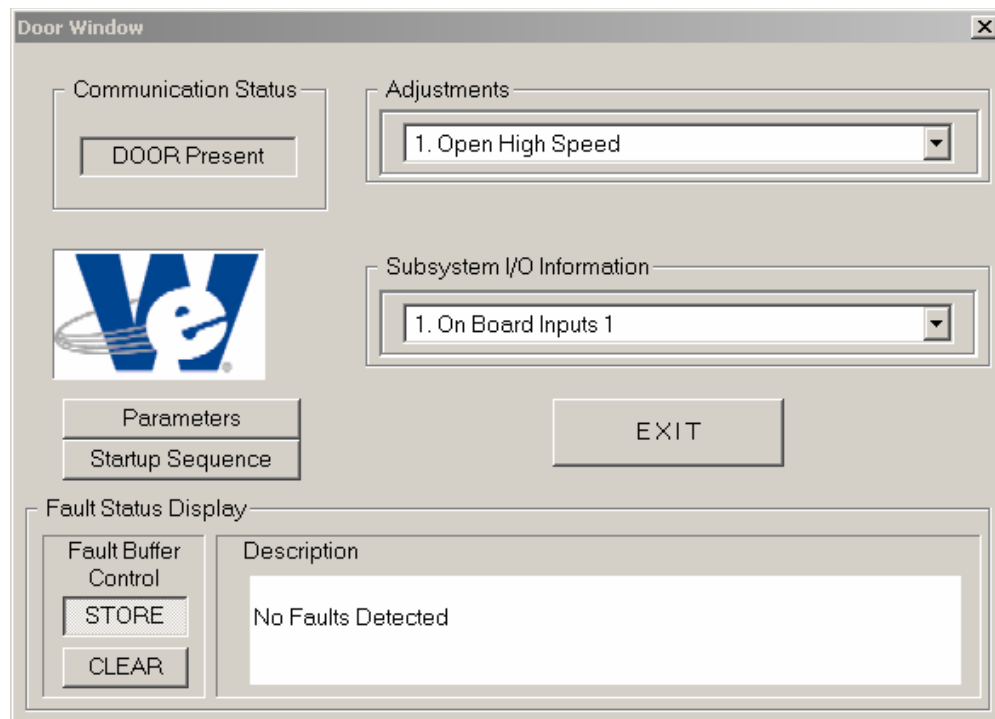 Door Window
Communication Status
DOOR Present
Adjustments
1. Open High Speed
We
®
Subsystem I/O Information
1. On Board Inputs 1
Parameters
Startup Sequence
EXIT
Fault Status Display
Fault Buffer
Control
STORE
CLEAR
Description
No Faults Detected